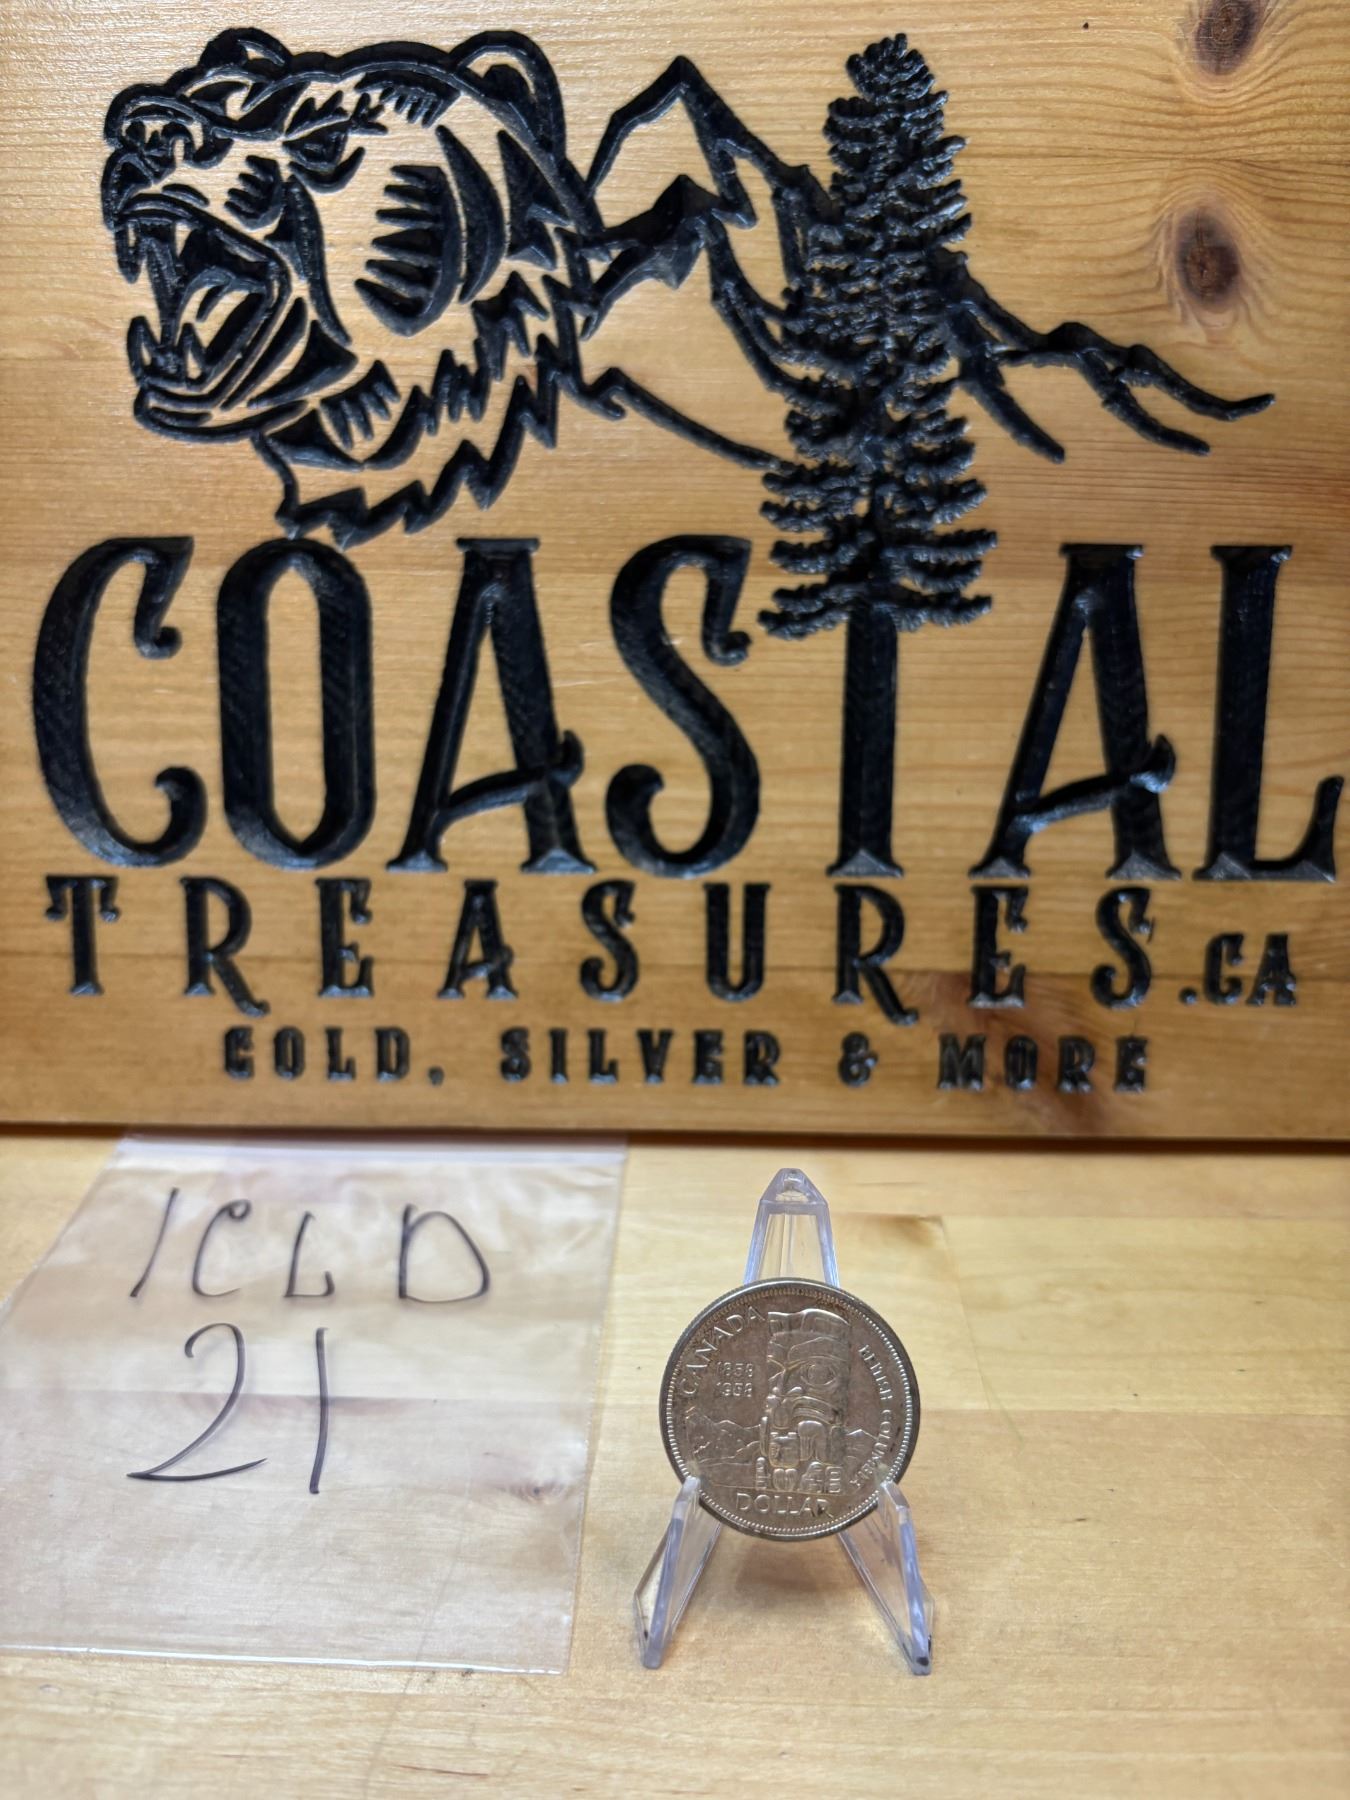 COASTAL
TREASURES.CA
GOLD, SILVER & MORE
1CLD
21
CANADA
1858
1958
BRITISH COLUMBIA
DOLLAR